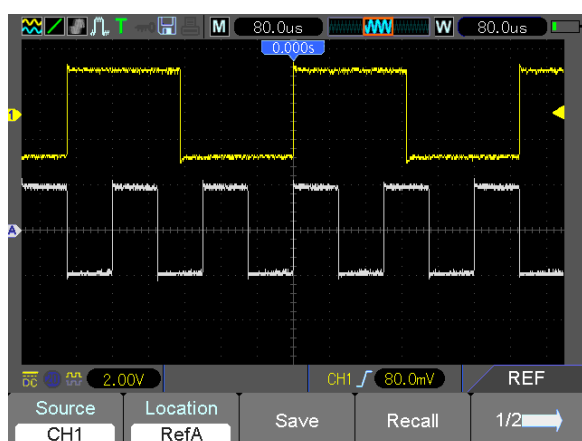 T M 80.0us W 80.0us
0.000s
1
A
DC 2.00V CH1 80.0mV REF
Source Location Save Recall 1/2
CH1 RefA